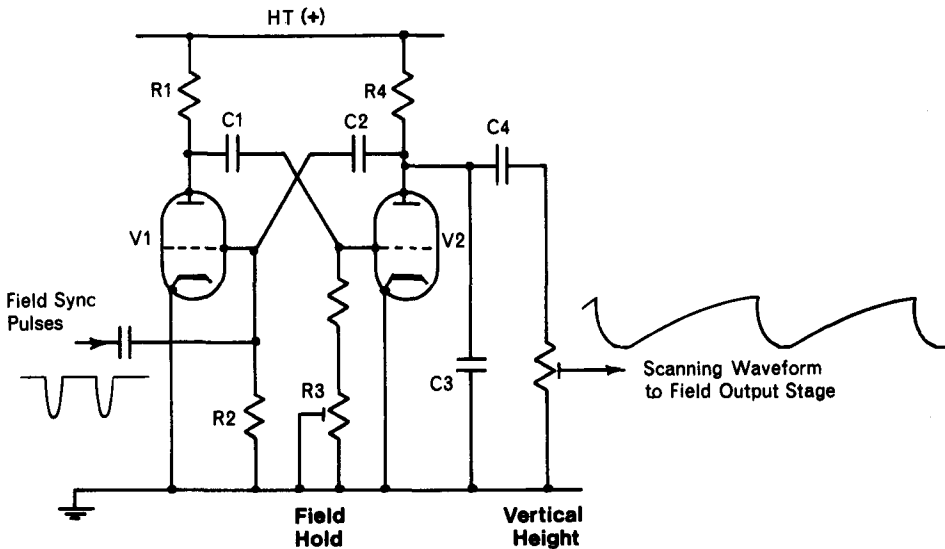 HT (+)
R1
R4
C1
C2
C4
V1
V2
Field Sync
Pulses
R2
R3
C3
Scanning Waveform
to Field Output Stage
Field
Hold
Vertical
Height